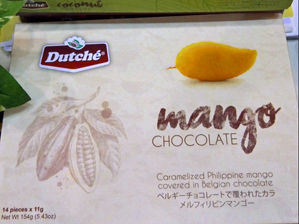 coconut
Dutché
mango
CHOCOLATE
Caramelized Philippine mango
covered in Belgian chocolate
ベルギーチョコレートで覆われたカラ
メルフィリピンマンゴー
14 pieces x 11g
Net Wt 154g (5.43oz)